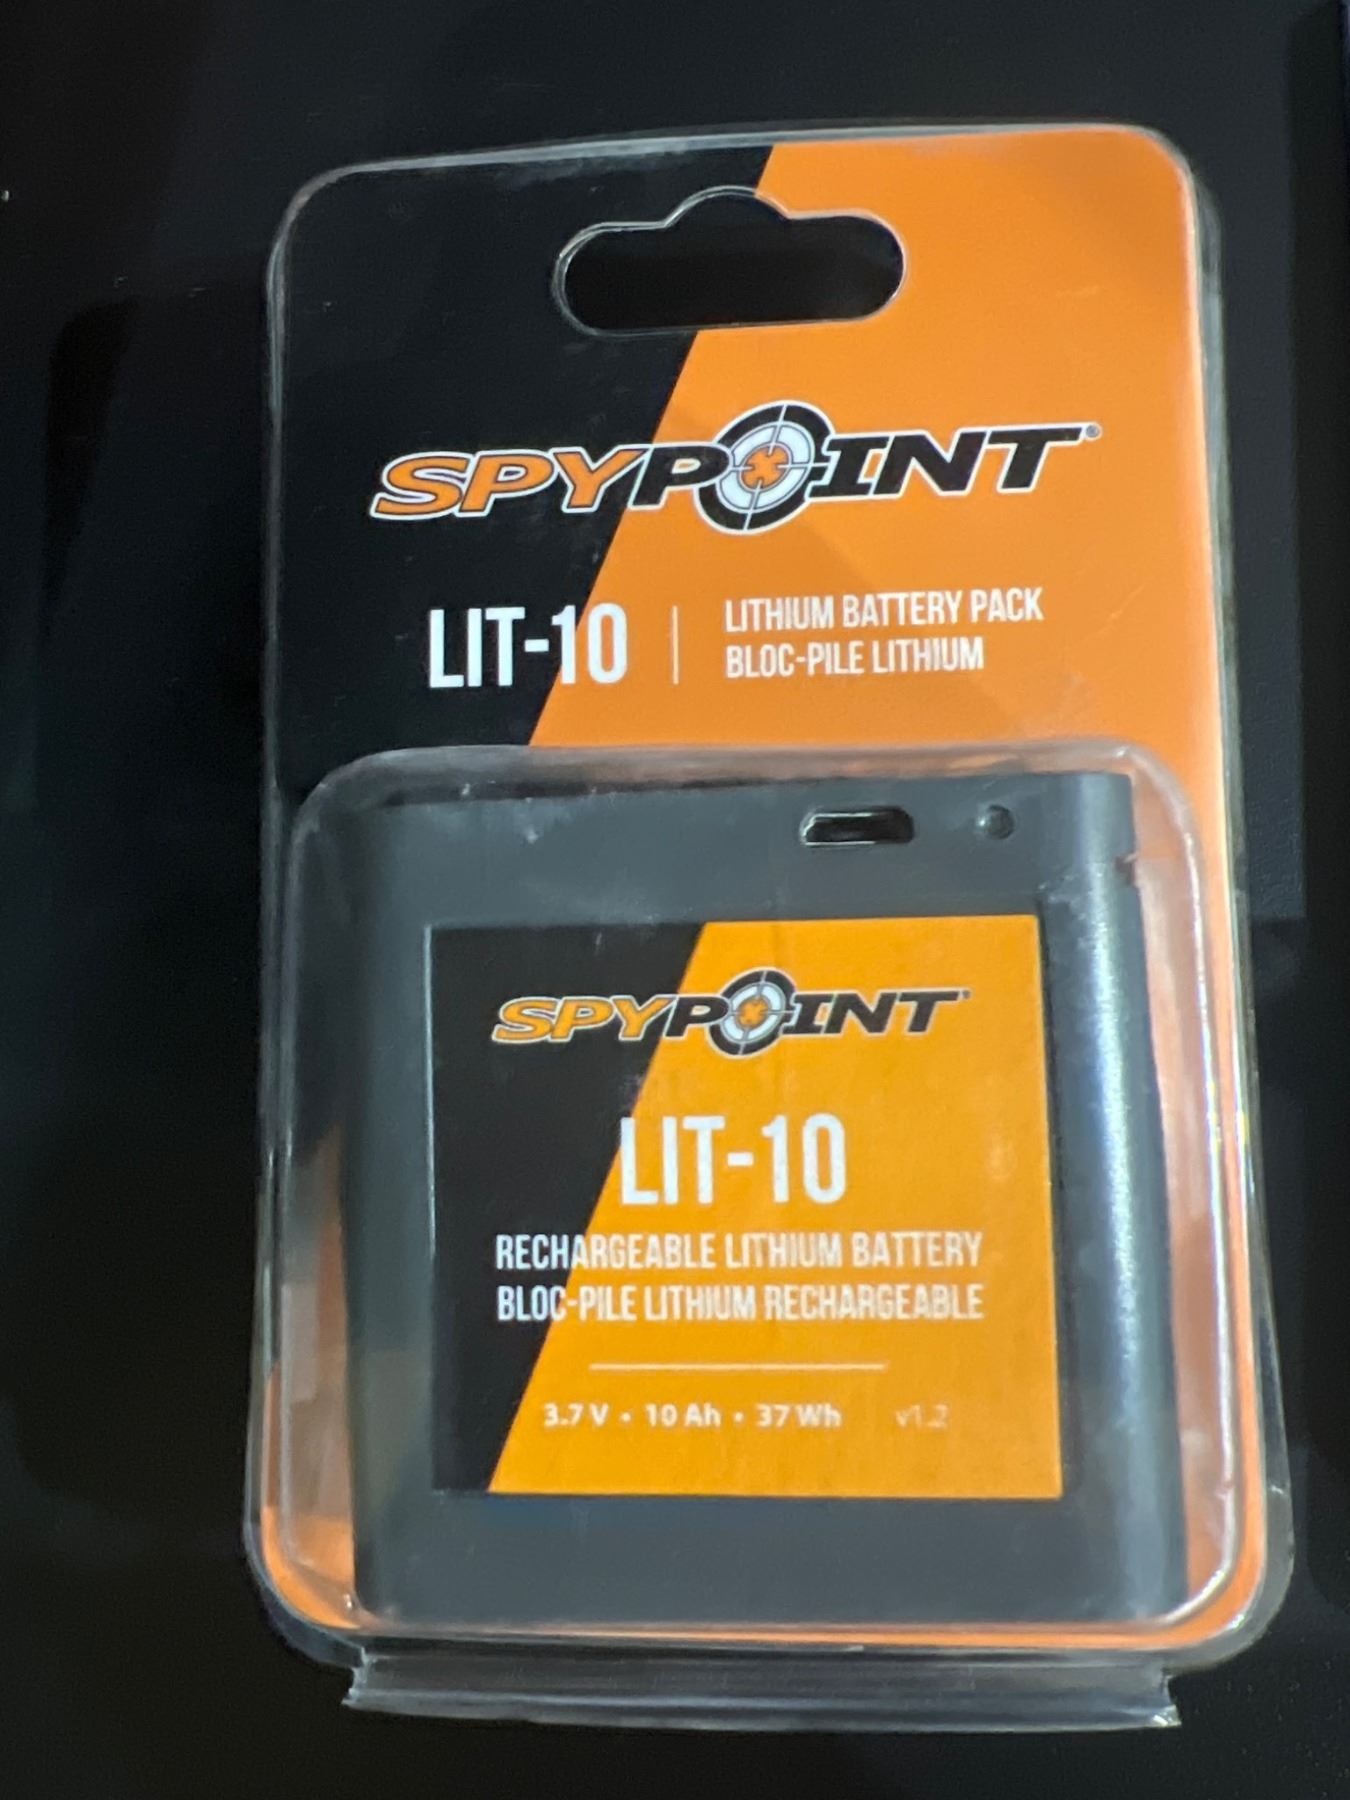 SPYPOINT®
LIT-10 | LITHIUM BATTERY PACK
BLOC-PILE LITHIUM
SPYPOINT
LIT-10
RECHARGEABLE LITHIUM BATTERY
BLOC-PILE LITHIUM RECHARGEABLE
3.7 V • 10 Ah • 37 Wh v1.2